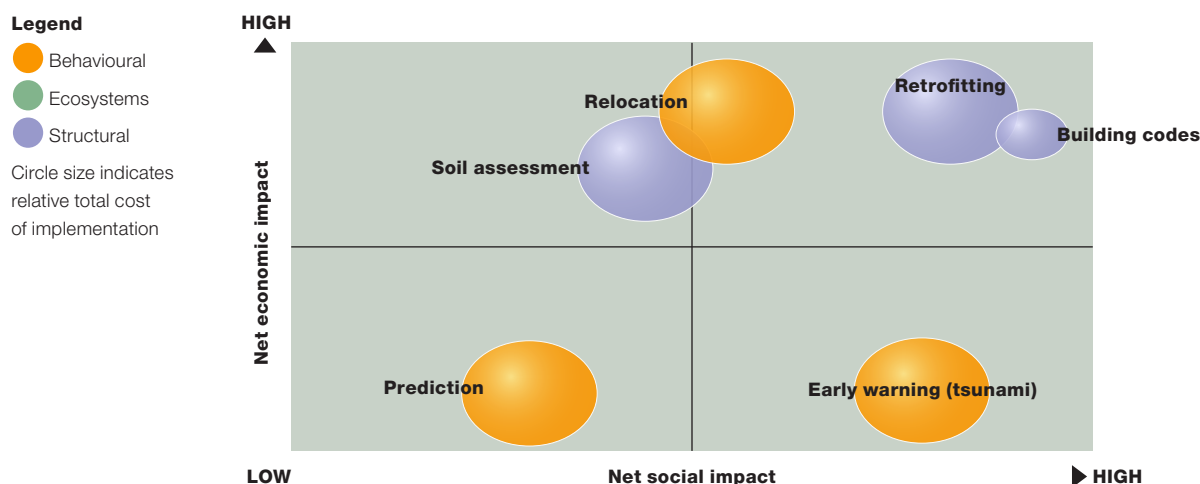 Legend
Behavioural
Ecosystems
Structural
Circle size indicates
relative total cost
of implementation
HIGH
Net economic impact
Relocation
Retrofitting
Building codes
Soil assessment
Prediction
Early warning (tsunami)
LOW
Net social impact
HIGH